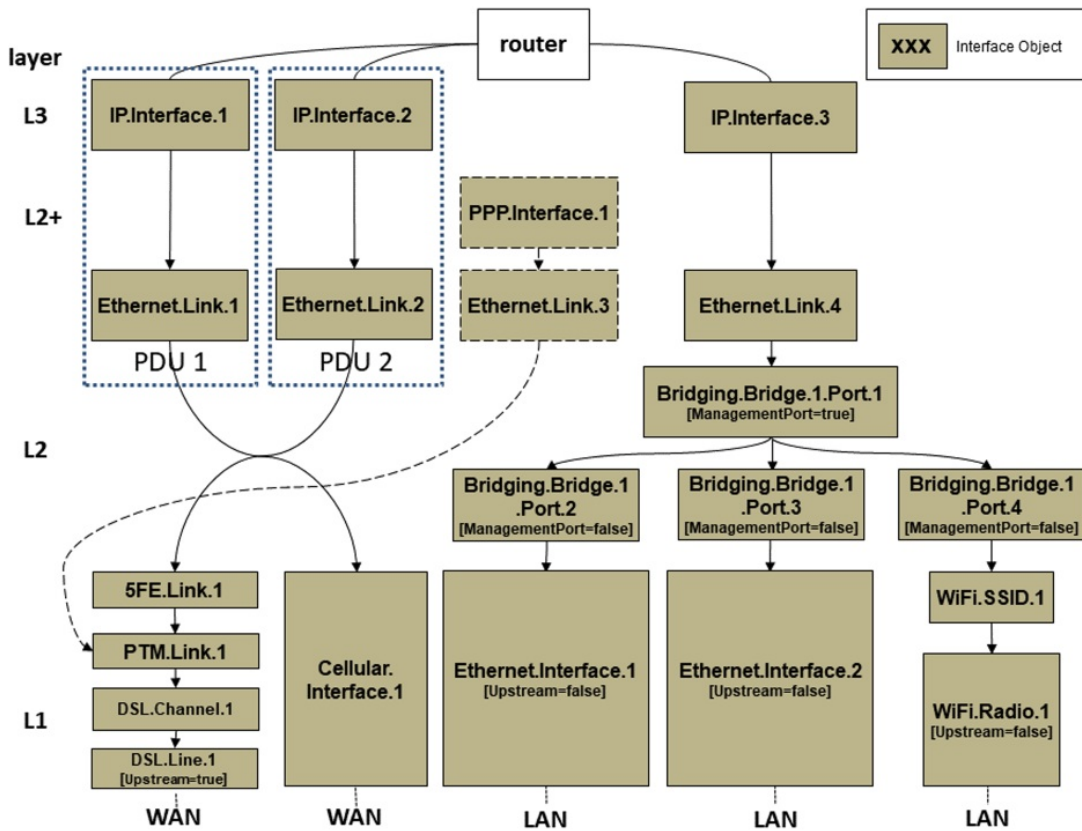 router
XXX
Interface Object
layer
L3
IP.Interface.1
IP.Interface.2
IP.Interface.3
L2+
PPP.Interface.1
Ethernet.Link.1
Ethernet.Link.2
Ethernet.Link.3
Ethernet.Link.4
PDU 1
PDU 2
Bridging.Bridge.1.Port.1
[ManagementPort=true]
L2
Bridging.Bridge.1
.Port.2
[ManagementPort=false]
Bridging.Bridge.1
.Port.3
[ManagementPort=false]
Bridging.Bridge.1
.Port.4
[ManagementPort=false]
5FE.Link.1
PTM.Link.1
DSL.Channel.1
DSL.Line.1
[Upstream=true]
Cellular.
Interface.1
Ethernet.Interface.1
[Upstream=false]
Ethernet.Interface.2
[Upstream=false]
WiFi.SSID.1
WiFi.Radio.1
[Upstream=false]
L1
WAN
WAN
LAN
LAN
LAN